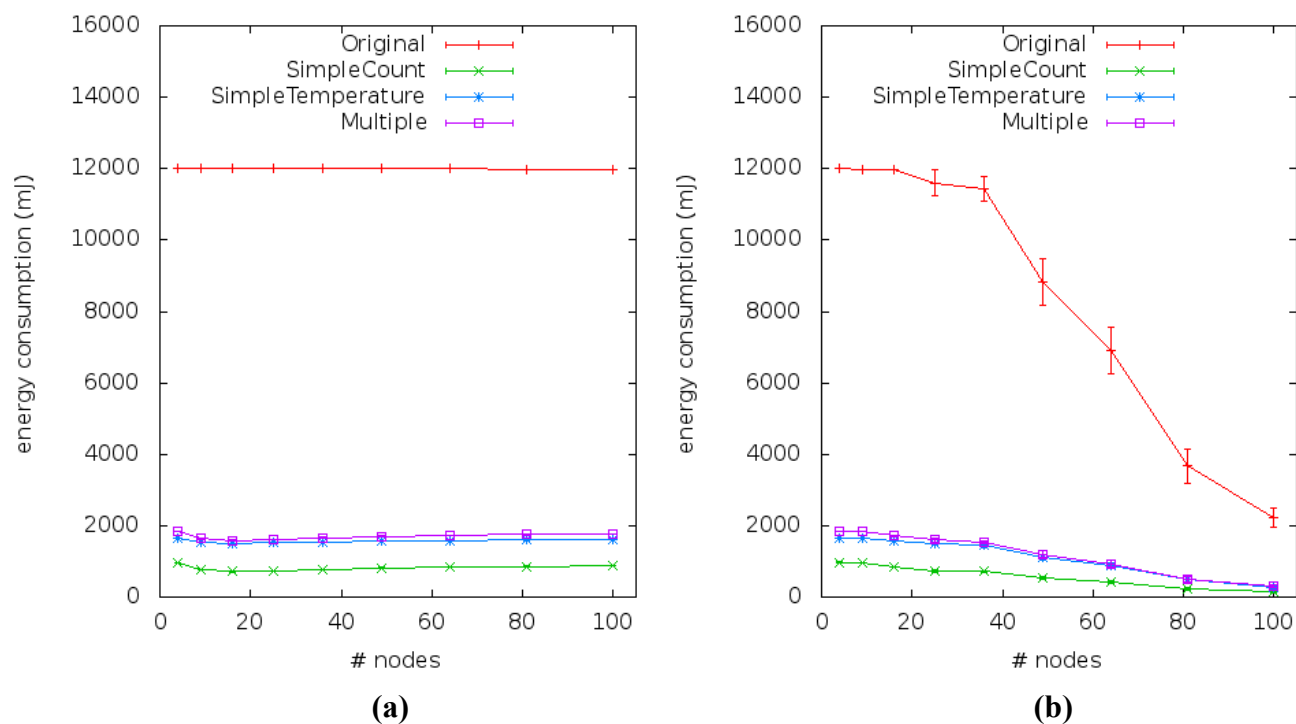 16000
14000
12000
10000
8000
6000
4000
2000
0
energy consumption (mJ)
Original
SimpleCount
SimpleTemperature
Multiple
0 20 40 60 80 100
# nodes
(a)
16000
14000
12000
10000
8000
6000
4000
2000
0
energy consumption (mJ)
Original
SimpleCount
SimpleTemperature
Multiple
0 20 40 60 80 100
# nodes
(b)